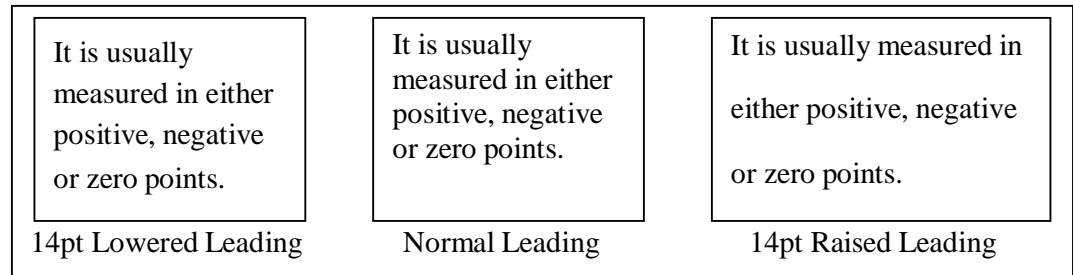 It is usually
measured in either
positive, negative
or zero points.
14pt Lowered Leading
It is usually
measured in either
positive, negative
or zero points.
Normal Leading
It is usually measured in
either positive, negative
or zero points.
14pt Raised Leading